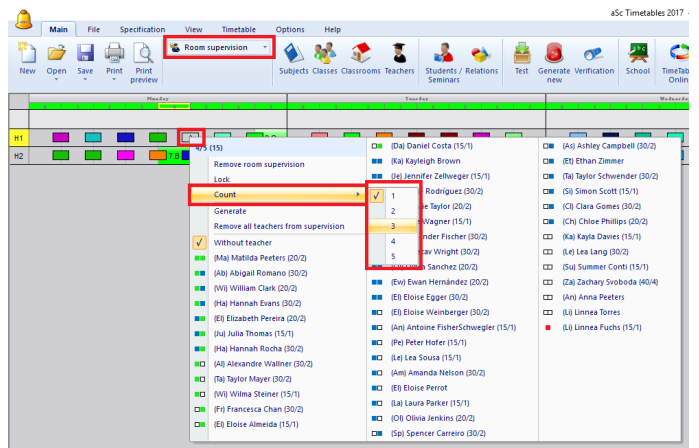 aSc Timetables 2017 -
Main File Specification View Timetable Options Help
Room supervision
New Open Save Print Print preview Subjects Classes Classrooms Teachers Students / Seminars Relations Test Generate new Verification School TimeTab Onlin
Monday Tuesday Wednesda
H1
H2 7.B
4/5 (15)
Remove room supervision
Lock
Count
Generate
Remove all teachers from supervision
Without teacher
(Ma) Matilda Peeters (20/2)
(Ab) Abigail Romano (30/2)
(Wi) William Clark (20/2)
(Ha) Hannah Evans (30/2)
(El) Elizabeth Pereira (20/2)
(Ju) Julia Thomas (15/1)
(Ha) Hannah Rocha (30/2)
(Al) Alexandre Wallner (30/2)
(Ta) Taylor Mayer (30/2)
(Wi) Wilma Steiner (15/1)
(Fr) Francesca Chan (30/2)
(El) Eloise Almeida (15/1)
(Da) Daniel Costa (15/1)
(Ka) Kayleigh Brown
(Je) Jennifer Zellweger (15/1)
Rodríguez (30/2)
ie Taylor (20/2)
Wagner (15/1)
nder Fischer (30/2)
tav Wright (30/2)
Sanchez (20/2)
(Ew) Ewan Hernández (20/2)
(El) Eloise Egger (30/2)
(El) Eloise Weinberger (30/2)
(An) Antoine FisherSchwegler (15/1)
(Pe) Peter Hofer (15/1)
(Le) Lea Sousa (15/1)
(Am) Amanda Nelson (30/2)
(El) Eloise Perrot
(La) Laura Parker (15/1)
(Ol) Olivia Jenkins (20/2)
(Sp) Spencer Carreiro (30/2)
1
2
3
4
5
(As) Ashley Campbell (30/2)
(Et) Ethan Zimmer
(Ta) Taylor Schwender (30/2)
(Si) Simon Scott (15/1)
(Cl) Clara Gomes (30/2)
(Ch) Chloe Phillips (20/2)
(Ka) Kayla Davies (15/1)
(Le) Lea Lang (30/2)
(Su) Summer Conti (15/1)
(Za) Zachary Svoboda (40/4)
(An) Anna Peeters
(Li) Linnea Torres
(Li) Linnea Fuchs (15/1)